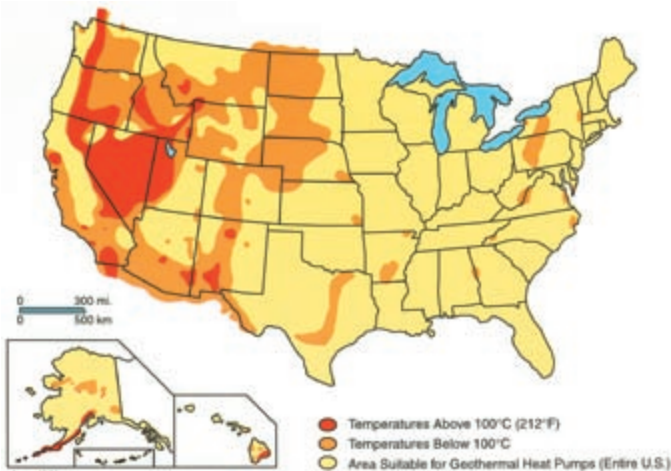 0 300 mi.
0 500 km
Temperatures Above 100°C (212°F)
Temperatures Below 100°C
Area Suitable for Geothermal Heat Pumps (Entire U.S.)